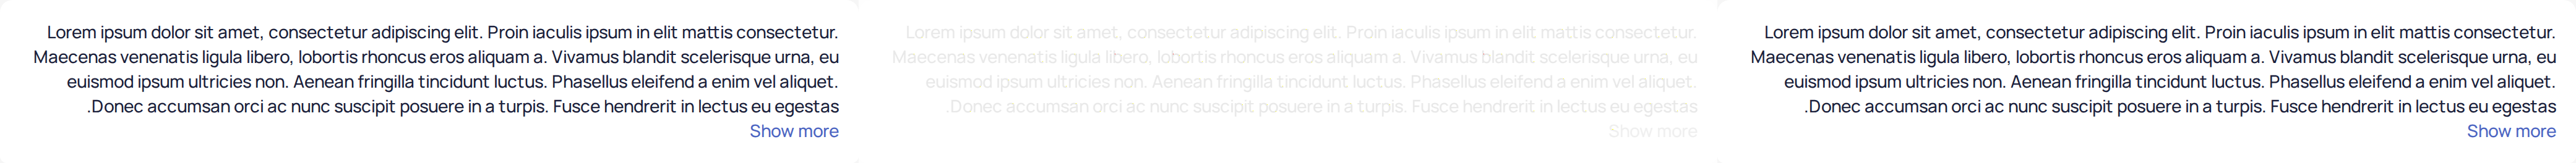 Lorem ipsum dolor sit amet, consectetur adipiscing elit. Proin iaculis ipsum in elit mattis consectetur.
Maecenas venenatis ligula libero, lobortis rhoncus eros aliquam a. Vivamus blandit scelerisque urna, eu
euismod ipsum ultricies non. Aenean fringilla tincidunt luctus. Phasellus eleifend a enim vel aliquet.
.Donec accumsan orci ac nunc suscipit posuere in a turpis. Fusce hendrerit in lectus eu egestas
Show more
Lorem ipsum dolor sit amet, consectetur adipiscing elit. Proin iaculis ipsum in elit mattis consectetur.
Maecenas venenatis ligula libero, lobortis rhoncus eros aliquam a. Vivamus blandit scelerisque urna, eu
euismod ipsum ultricies non. Aenean fringilla tincidunt luctus. Phasellus eleifend a enim vel aliquet.
.Donec accumsan orci ac nunc suscipit posuere in a turpis. Fusce hendrerit in lectus eu egestas
Show more
Lorem ipsum dolor sit amet, consectetur adipiscing elit. Proin iaculis ipsum in elit mattis consectetur.
Maecenas venenatis ligula libero, lobortis rhoncus eros aliquam a. Vivamus blandit scelerisque urna, eu
euismod ipsum ultricies non. Aenean fringilla tincidunt luctus. Phasellus eleifend a enim vel aliquet.
.Donec accumsan orci ac nunc suscipit posuere in a turpis. Fusce hendrerit in lectus eu egestas
Show more